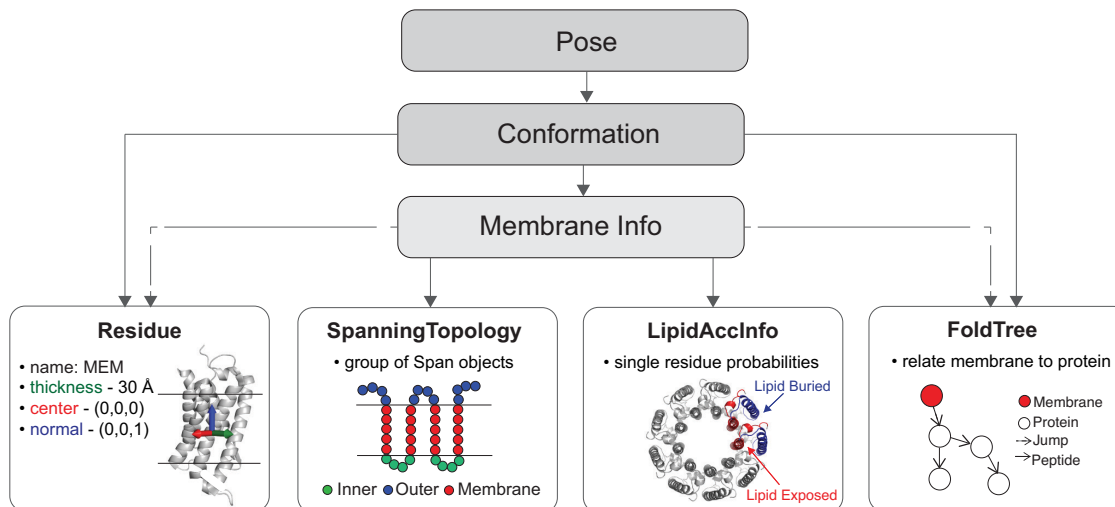 Pose
Conformation
Membrane Info
Residue
• name: MEM
• thickness - 30 Å
• center - (0,0,0)
• normal - (0,0,1)
SpanningTopology
• group of Span objects
Inner Outer Membrane
LipidAccInfo
• single residue probabilities
Lipid Buried
Lipid Exposed
FoldTree
• relate membrane to protein
Membrane
Protein
Jump
Peptide